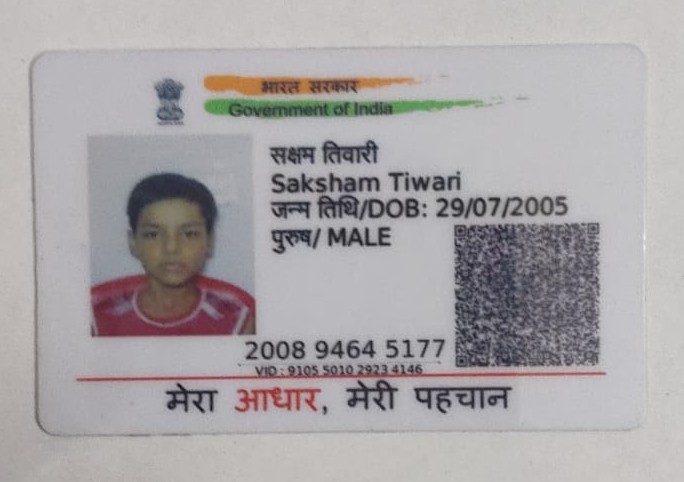 भारत सरकार
Government of India
सक्षम तिवारी
Saksham Tiwari
जन्म तिथि/DOB: 29/07/2005
पुरुष/ MALE
2008 9464 5177
VID : 9105 5010 2923 4146
मेरा आधार, मेरी पहचान